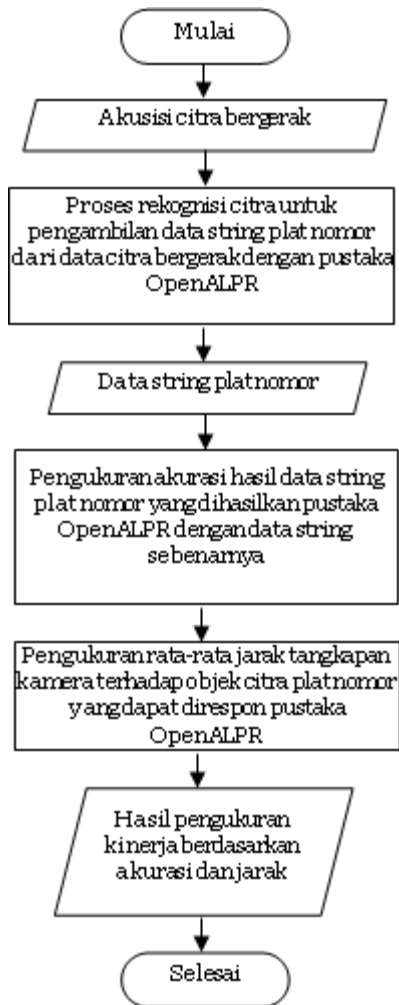 Mulai
Akusisi citra bergerak
Proses rekognisi citra untuk
pengambilan data string plat nomor
dari data citra bergerak dengan pustaka
OpenALPR
Data string plat nomor
Pengukuran akurasi hasil data string
plat nomor yang dihasilkan pustaka
OpenALPR dengan data string
sebenarnya
Pengukuran rata-rata jarak tangkapan
kamera terhadap objek citra plat nomor
yang dapat direspon pustaka
OpenALPR
Hasil pengukuran
kinerja berdasarkan
akurasi dan jarak
Selesai